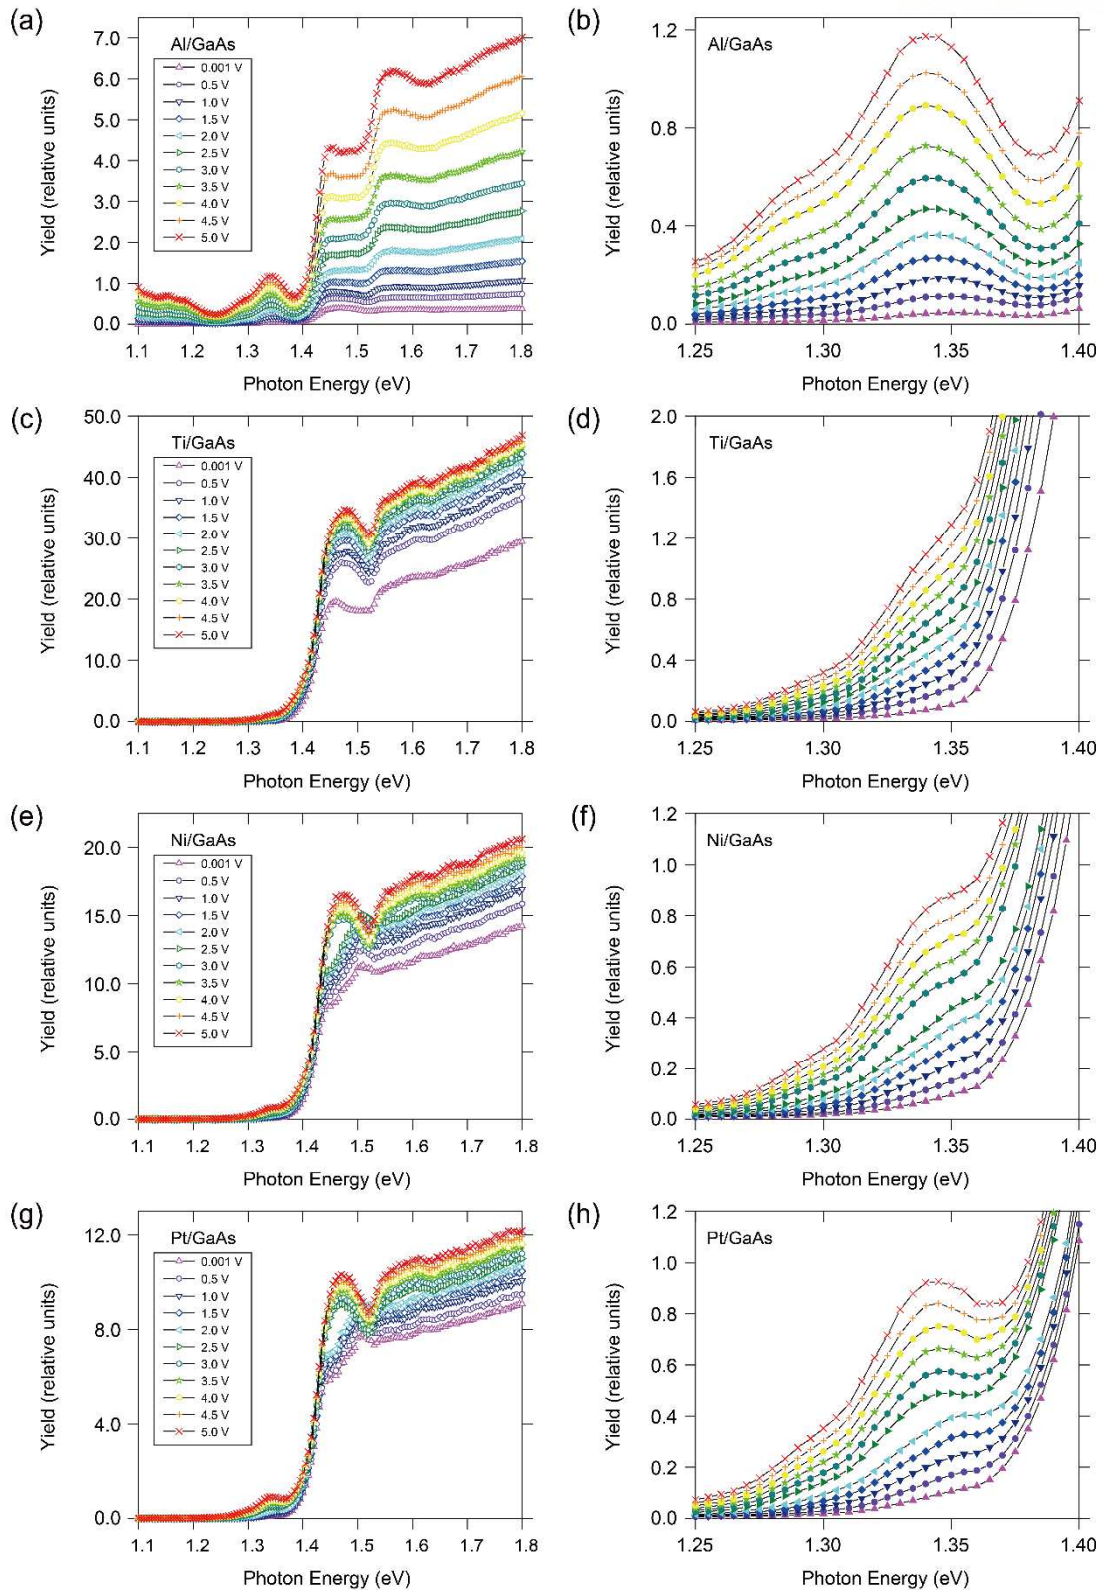 (a)
Al/GaAs
0.001 V
0.5 V
1.0 V
1.5 V
2.0 V
2.5 V
3.0 V
3.5 V
4.0 V
4.5 V
5.0 V
7.0
6.0
5.0
4.0
3.0
2.0
1.0
0.0
Yield (relative units)
1.1 1.2 1.3 1.4 1.5 1.6 1.7 1.8
Photon Energy (eV)
(b)
Al/GaAs
1.2
0.8
0.4
0.0
Yield (relative units)
1.25 1.30 1.35 1.40
Photon Energy (eV)
(c)
Ti/GaAs
0.001 V
0.5 V
1.0 V
1.5 V
2.0 V
2.5 V
3.0 V
3.5 V
4.0 V
4.5 V
5.0 V
50.0
40.0
30.0
20.0
10.0
0.0
Yield (relative units)
1.1 1.2 1.3 1.4 1.5 1.6 1.7 1.8
Photon Energy (eV)
(d)
Ti/GaAs
2.0
1.6
1.2
0.8
0.4
0.0
Yield (relative units)
1.25 1.30 1.35 1.40
Photon Energy (eV)
(e)
Ni/GaAs
0.001 V
0.5 V
1.0 V
1.5 V
2.0 V
2.5 V
3.0 V
3.5 V
4.0 V
4.5 V
5.0 V
20.0
15.0
10.0
5.0
0.0
Yield (relative units)
1.1 1.2 1.3 1.4 1.5 1.6 1.7 1.8
Photon Energy (eV)
(f)
Ni/GaAs
1.2
1.0
0.8
0.6
0.4
0.2
0.0
Yield (relative units)
1.25 1.30 1.35 1.40
Photon Energy (eV)
(g)
Pt/GaAs
0.001 V
0.5 V
1.0 V
1.5 V
2.0 V
2.5 V
3.0 V
3.5 V
4.0 V
4.5 V
5.0 V
12.0
8.0
4.0
0.0
Yield (relative units)
1.1 1.2 1.3 1.4 1.5 1.6 1.7 1.8
Photon Energy (eV)
(h)
Pt/GaAs
1.2
1.0
0.8
0.6
0.4
0.2
0.0
Yield (relative units)
1.25 1.30 1.35 1.40
Photon Energy (eV)